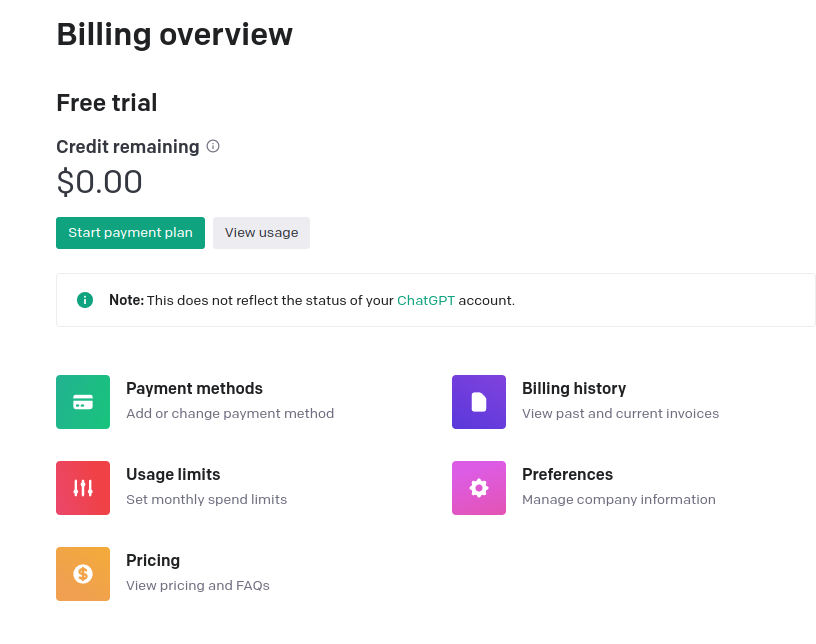 Billing overview
Free trial
Credit remaining
$0.00
Start payment plan
View usage
Note: This does not reflect the status of your ChatGPT account.
Payment methods
Add or change payment method
Billing history
View past and current invoices
Usage limits
Set monthly spend limits
Preferences
Manage company information
Pricing
View pricing and FAQs